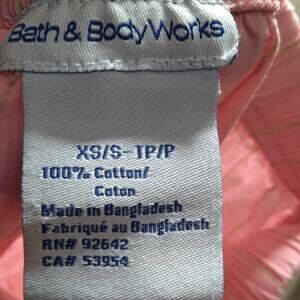 Bath & Body Works
XS/S-TP/P
100% Cotton/
Coton
Made in Bangladesh
Fabriqué au Bangladesh
RN# 92642
CA# 53954